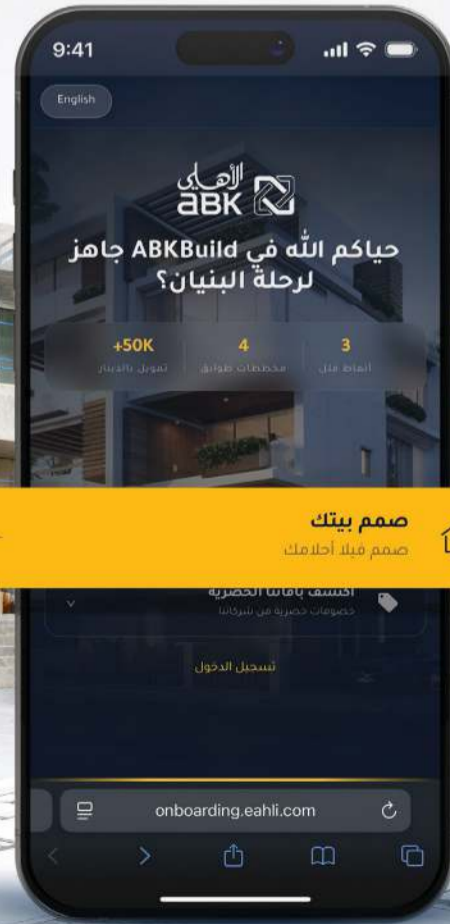 9:41
English
الأهلي
ABK
حياكم الله في ABKBuild جاهز
لرحلة البنيان؟
3 4 +50K
أنماط فلل مخططات طوابق تمويل بالدينار
صمم بيتك
صمم فيلا أحلامك
اكتشف باقاتنا الحصرية
خصومات حصرية من شركائنا
تسجيل الدخول
onboarding.eahli.com